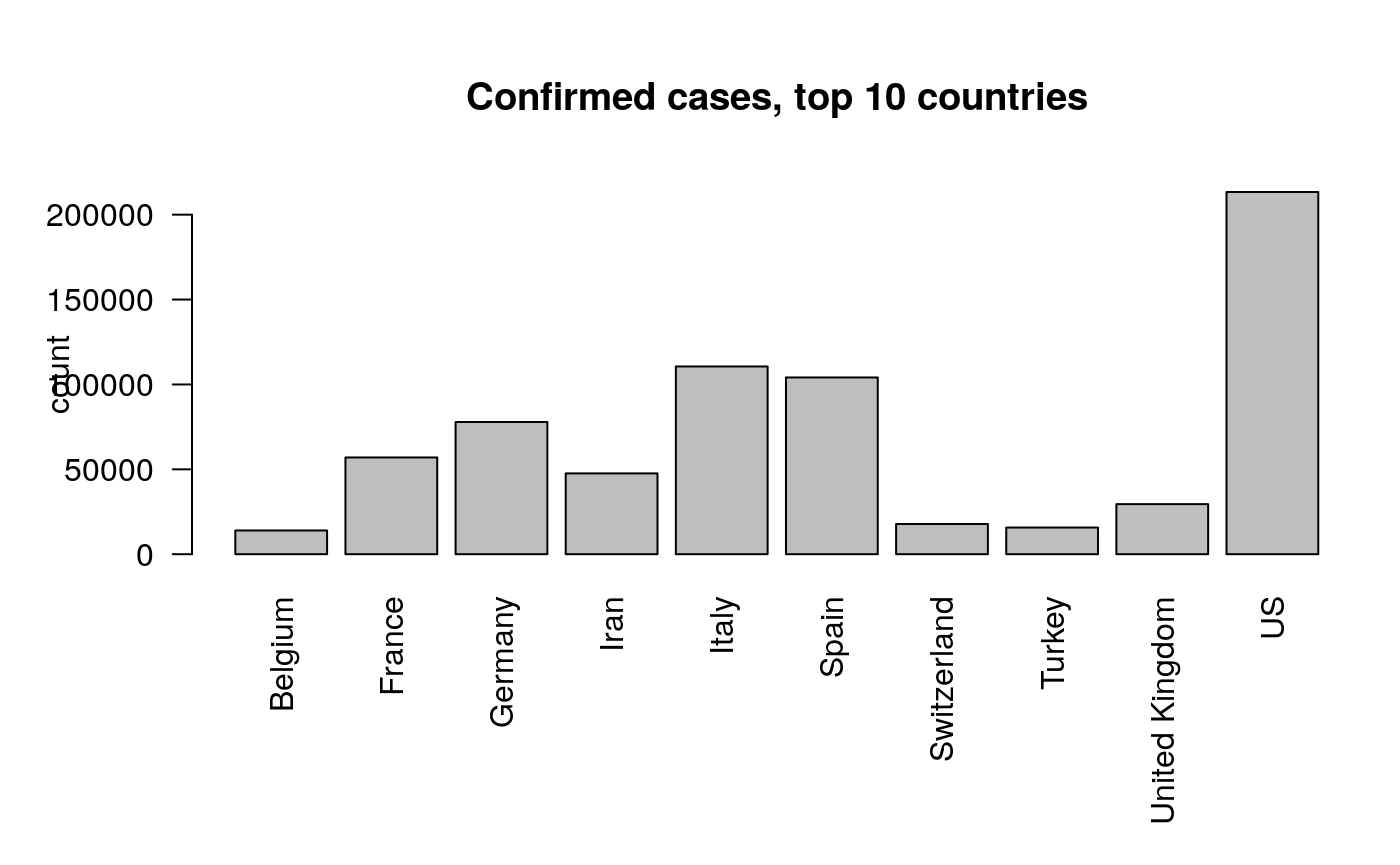 Confirmed cases, top 10 countries
200000
150000
100000
50000
0
count
Belgium
France
Germany
Iran
Italy
Spain
Switzerland
Turkey
United Kingdom
US